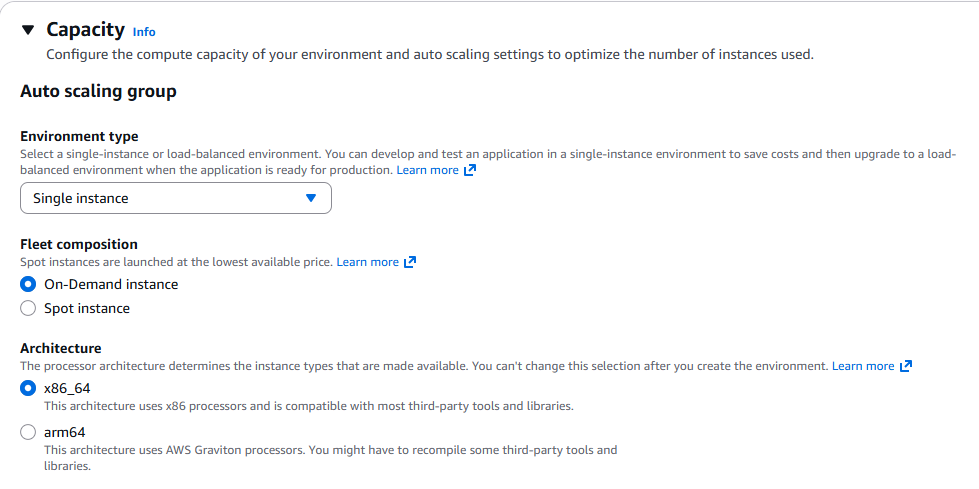 Capacity Info
Configure the compute capacity of your environment and auto scaling settings to optimize the number of instances used.
Auto scaling group
Environment type
Select a single-instance or load-balanced environment. You can develop and test an application in a single-instance environment to save costs and then upgrade to a load-
balanced environment when the application is ready for production. Learn more
Single instance
Fleet composition
Spot instances are launched at the lowest available price. Learn more
On-Demand instance
Spot instance
Architecture
The processor architecture determines the instance types that are made available. You can't change this selection after you create the environment. Learn more
x86_64
This architecture uses x86 processors and is compatible with most third-party tools and libraries.
arm64
This architecture uses AWS Graviton processors. You might have to recompile some third-party tools and
libraries.